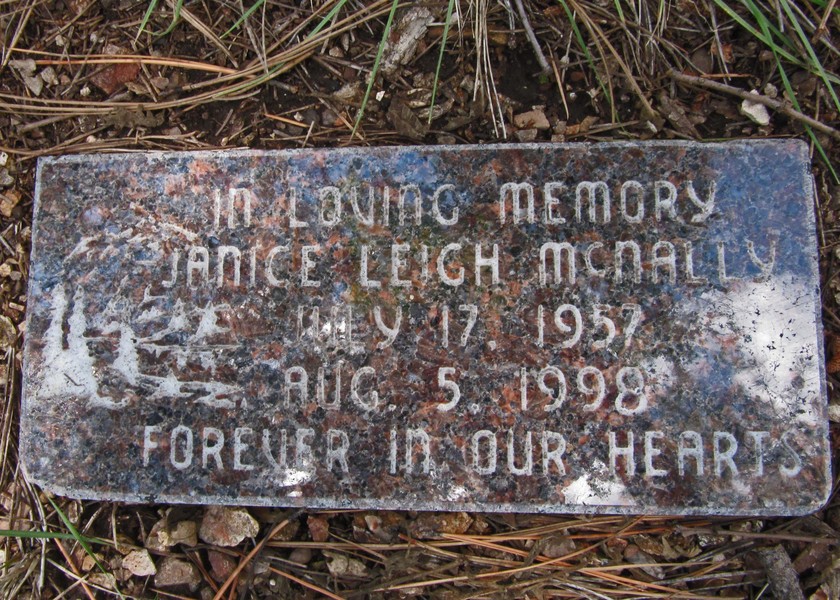 IN LOVING MEMORY
JANICE LEIGH MCNALLY
JULY 17, 1957
AUG. 5, 1998
FOREVER IN OUR HEARTS